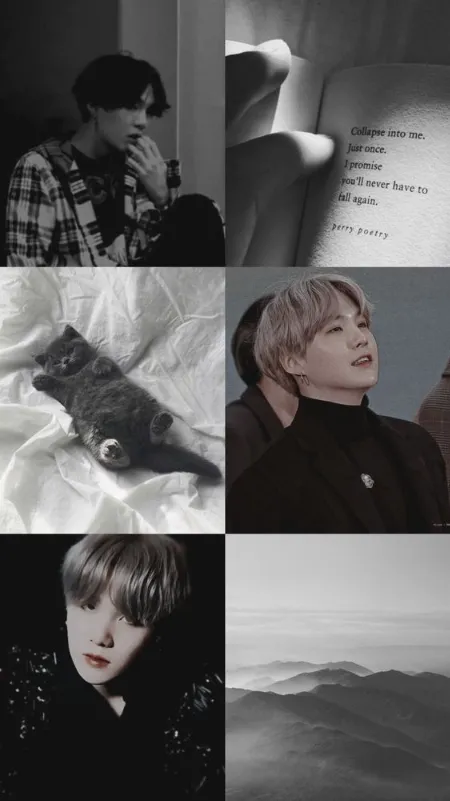 Collapse into me.
Just once.
I promise
you'll never have to
fall again.
perry poetry